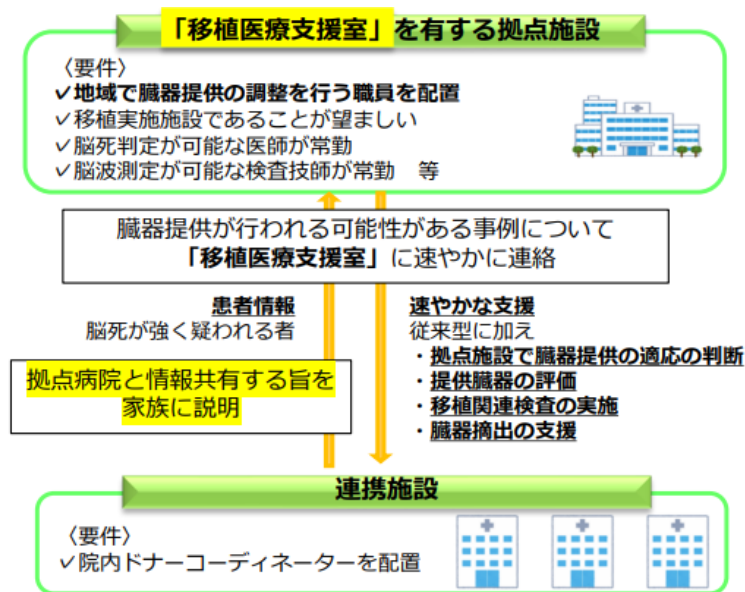 「移植医療支援室」を有する拠点施設
〈要件〉
✓地域で臓器提供の調整を行う職員を配置
✓移植実施施設であることが望ましい
✓脳死判定が可能な医師が常勤
✓脳波測定が可能な検査技師が常勤　等
臓器提供が行われる可能性がある事例について
「移植医療支援室」に速やかに連絡
患者情報
脳死が強く疑われる者
拠点病院と情報共有する旨を
家族に説明
速やかな支援
従来型に加え
・拠点施設で臓器提供の適応の判断
・提供臓器の評価
・移植関連検査の実施
・臓器摘出の支援
連携施設
〈要件〉
✓院内ドナーコーディネーターを配置